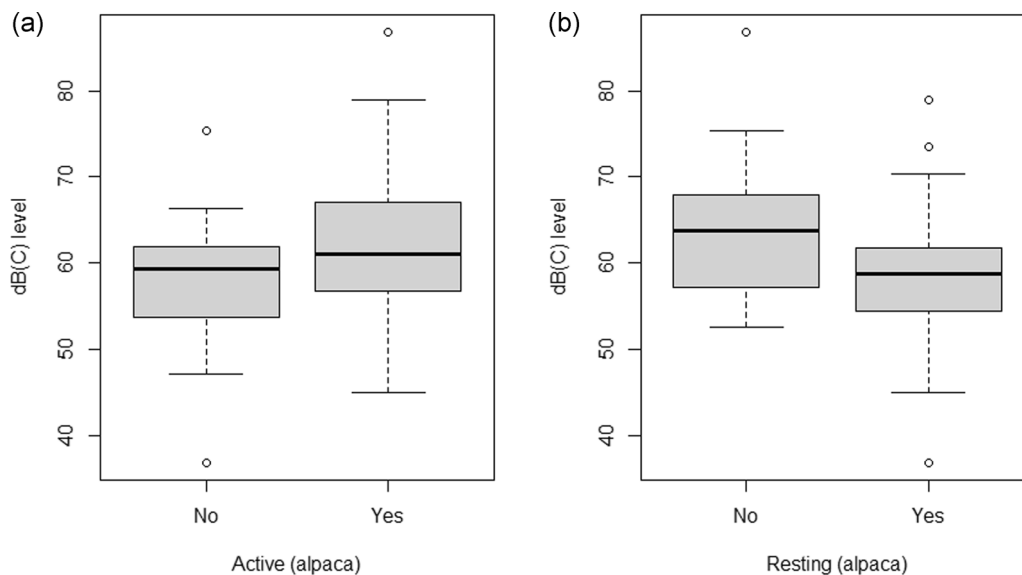 (a)
dB(C) level
80
70
60
50
40
No Yes
Active (alpaca)
(b)
dB(C) level
80
70
60
50
40
No Yes
Resting (alpaca)